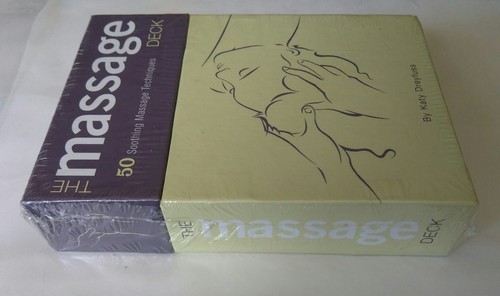 THE
massage
DECK
50 Soothing Massage Techniques
By Katy Dreyfuss
THE
massage
DECK